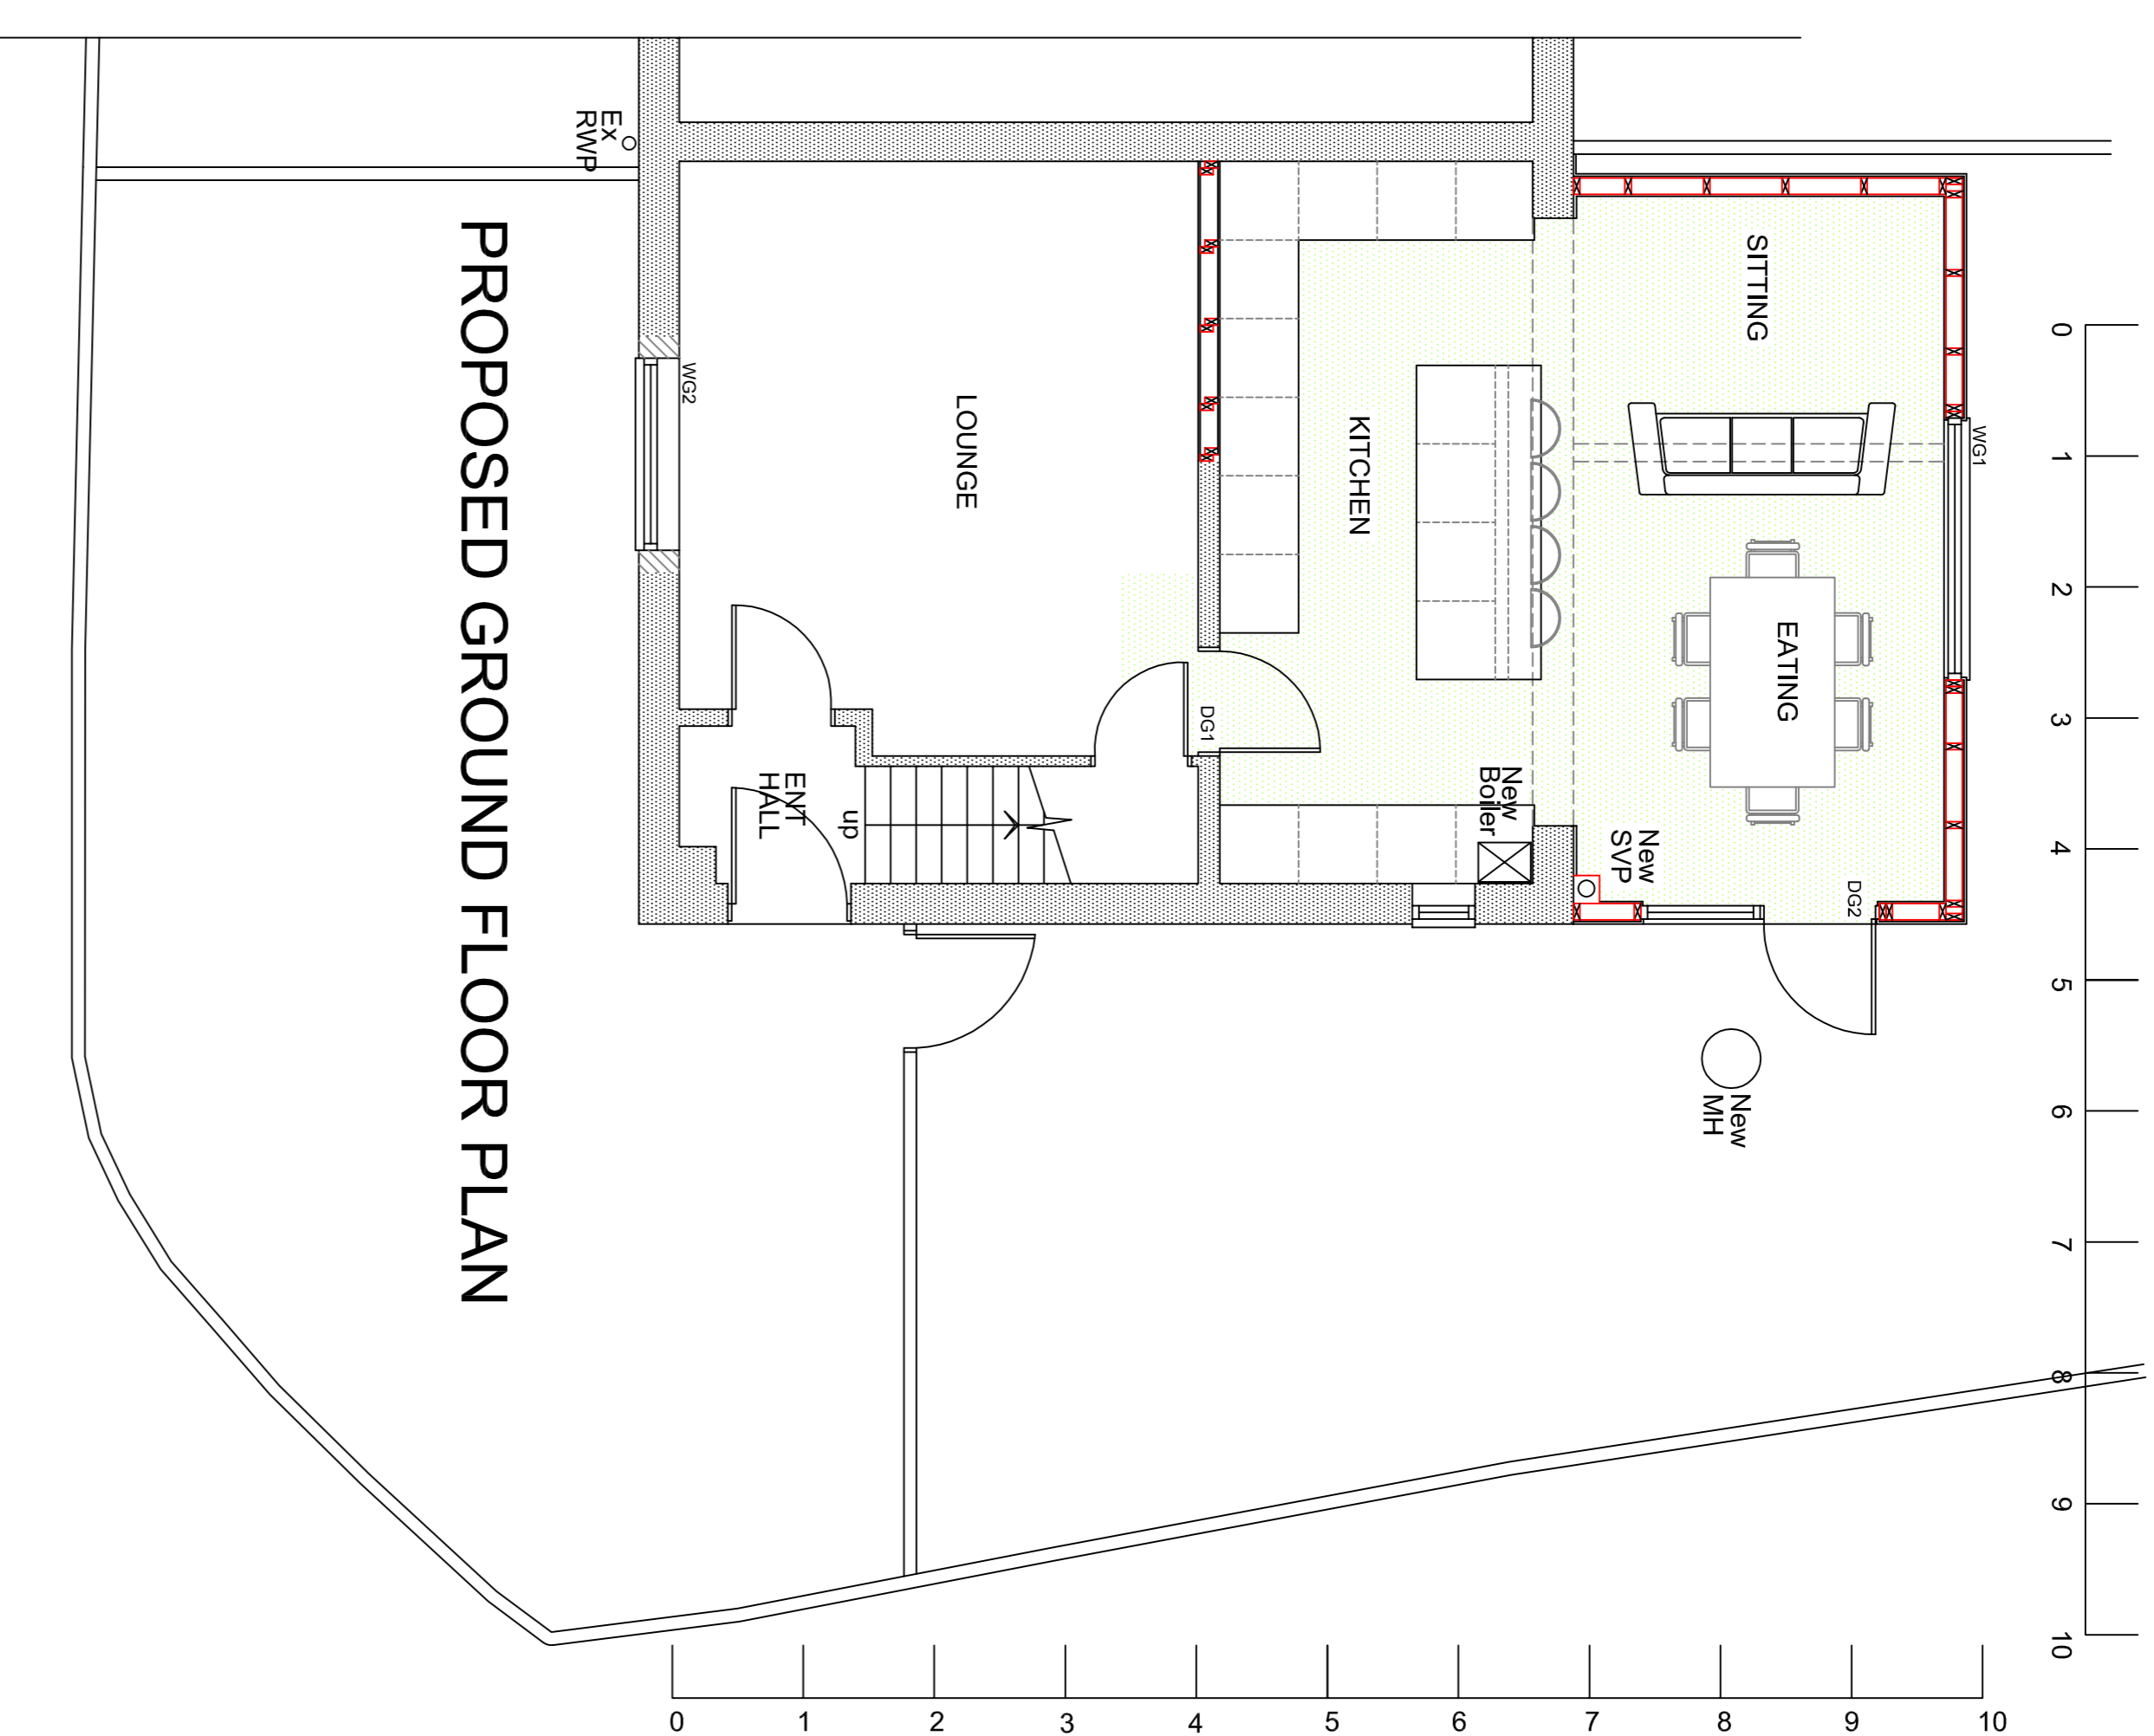 PROPOSED GROUND FLOOR PLAN
SITTING
WG1
EATING
KITCHEN
LOUNGE
WG2
Ex
RWP
DG1
New
Boiler
New
SVP
DG2
ENT
HALL
up
New
MH
0
1
2
3
4
5
6
7
8
9
10
0
1
2
3
4
5
6
7
8
9
10